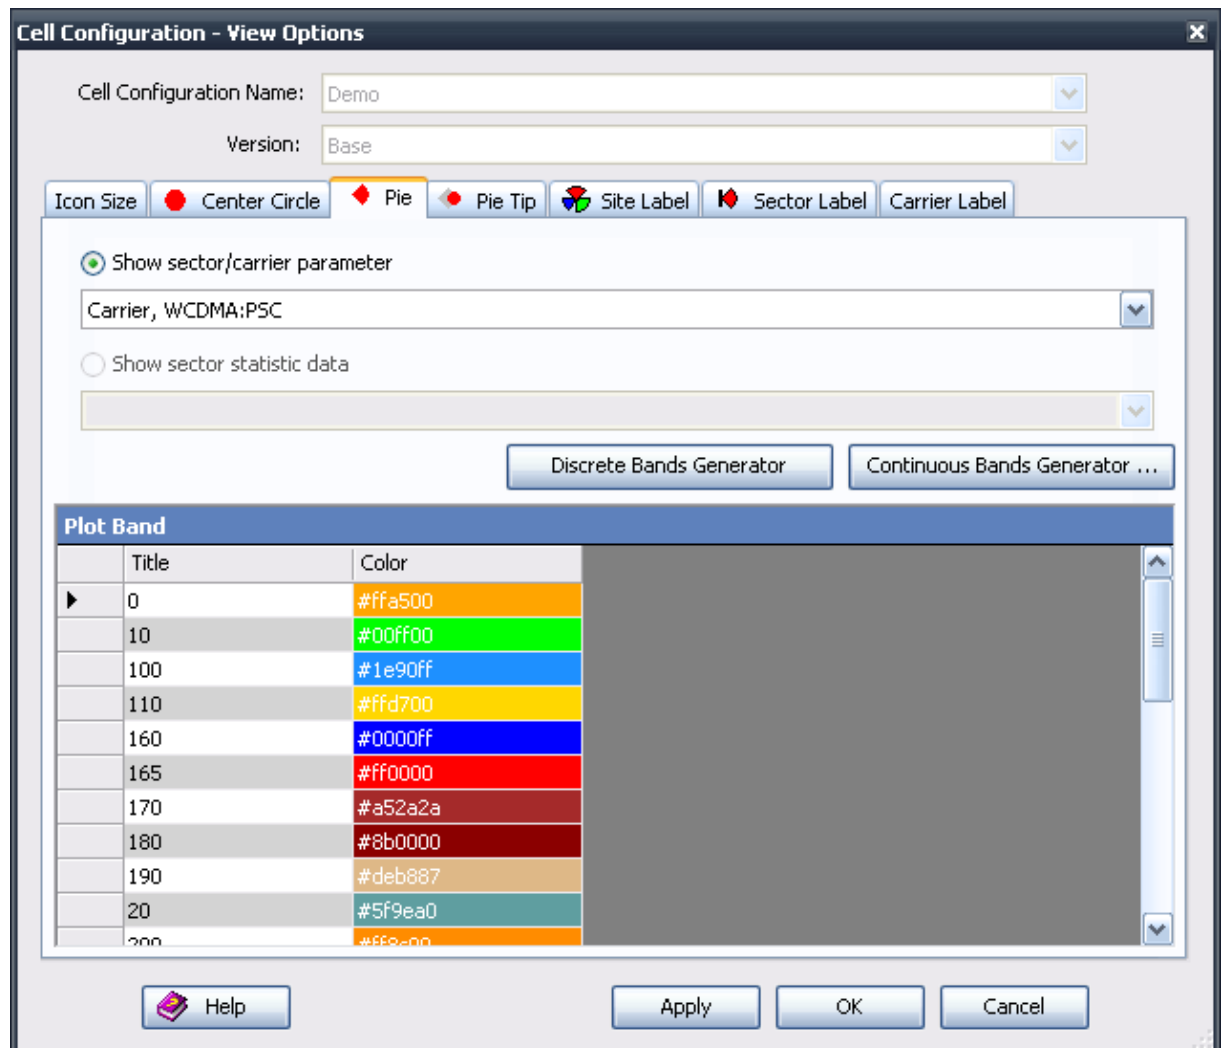 Cell Configuration - View Options
Cell Configuration Name: Demo
Version: Base
Icon Size Center Circle Pie Pie Tip Site Label Sector Label Carrier Label
Show sector/carrier parameter
Carrier, WCDMA:PSC
Show sector statistic data
Discrete Bands Generator Continuous Bands Generator ...
Plot Band
Title Color
0 #ffa500
10 #00ff00
100 #1e90ff
110 #ffd700
160 #0000ff
165 #ff0000
170 #a52a2a
180 #8b0000
190 #deb887
20 #5f9ea0
200 #ff8c00
Help Apply OK Cancel